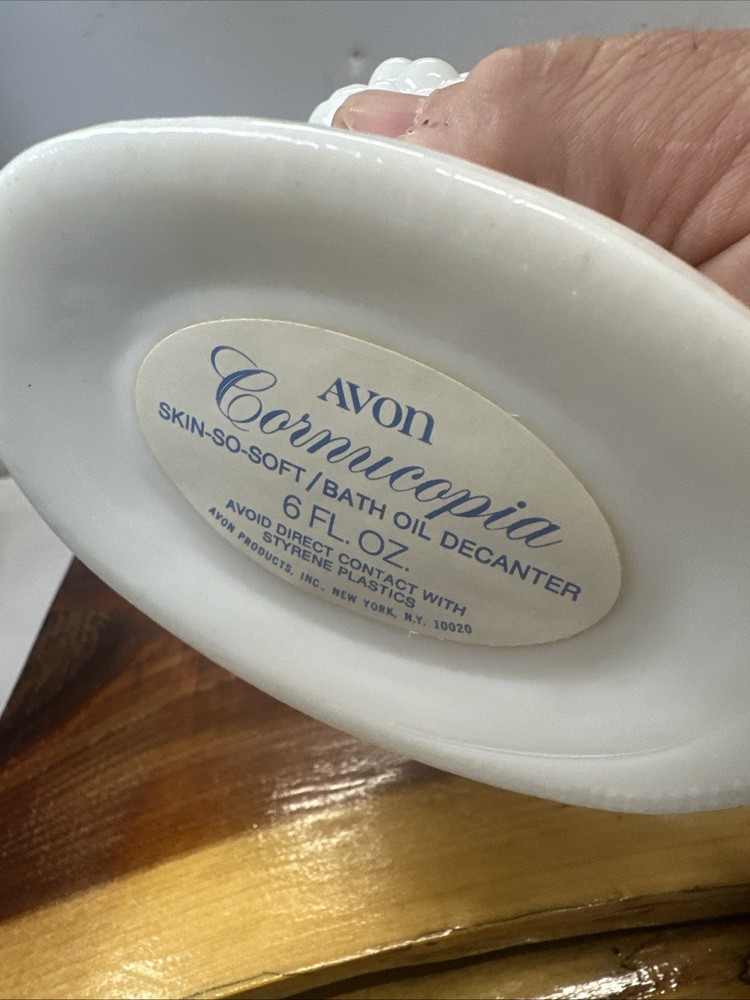 AVON
Cornucopia
SKIN-SO-SOFT/BATH OIL DECANTER
6 FL. OZ.
AVOID DIRECT CONTACT WITH
STYRENE PLASTICS
AVON PRODUCTS, INC., NEW YORK, N.Y. 10020